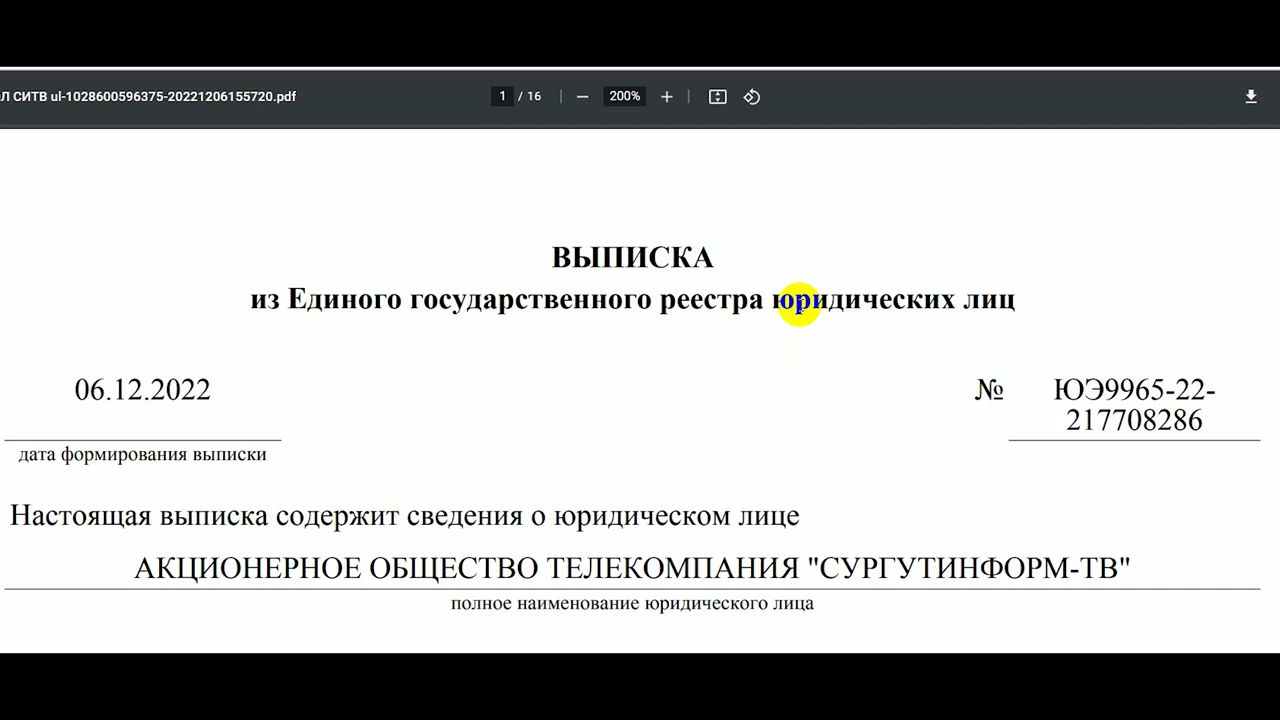 Л СИТВ ul-1028600596375-20221206155720.pdf
1 / 16
200%
ВЫПИСКА
из Единого государственного реестра юридических лиц
06.12.2022
№ ЮЭ9965-22-
217708286
дата формирования выписки
Настоящая выписка содержит сведения о юридическом лице
АКЦИОНЕРНОЕ ОБЩЕСТВО ТЕЛЕКОМПАНИЯ "СУРГУТИНФОРМ-ТВ"
полное наименование юридического лица